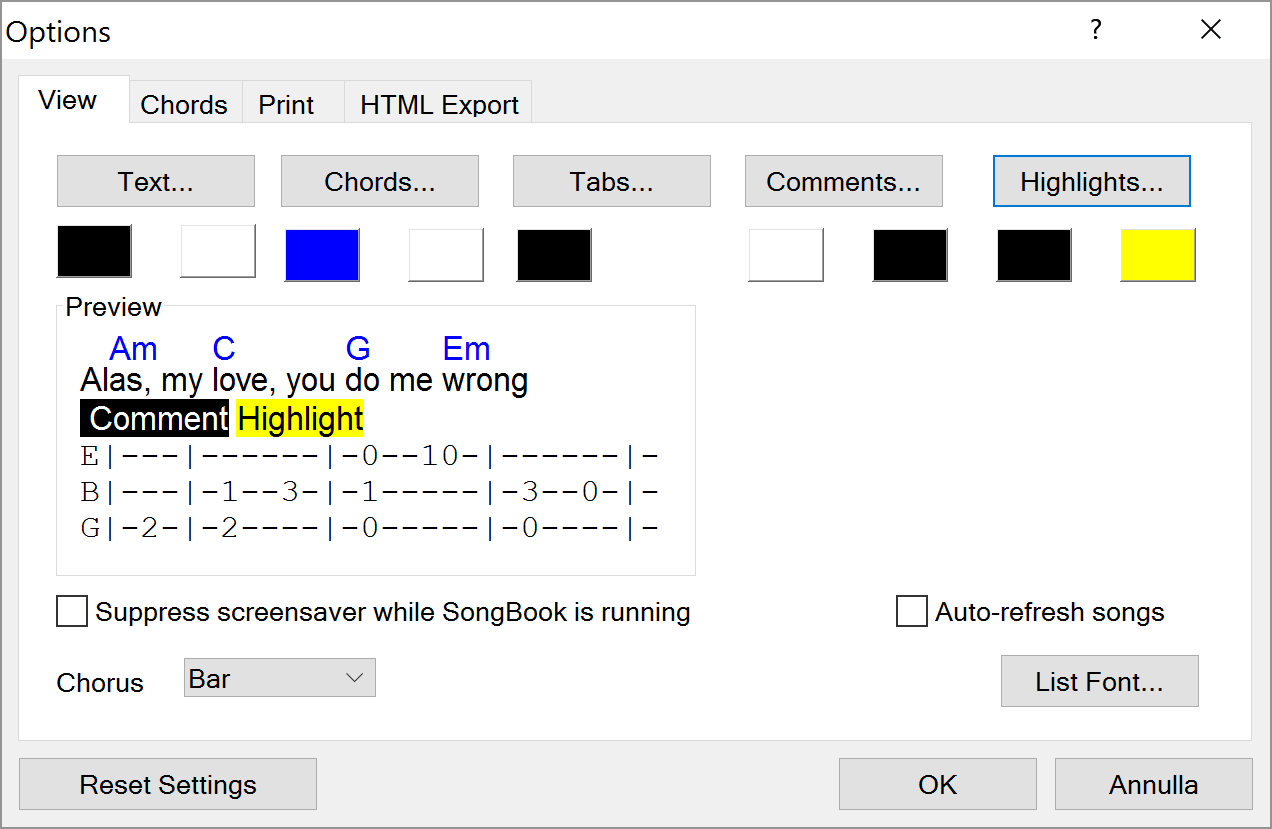 Options ?
View Chords Print HTML Export
Text... Chords... Tabs... Comments... Highlights...
Preview
Am C G Em
Alas, my love, you do me wrong
Comment Highlight
E|---|------|-0--10-|------|-
B|---|-1--3-|-1-----|-3--0-|-
G|-2-|-2----|-0-----|-0----|-
Suppress screensaver while SongBook is running Auto-refresh songs
Chorus Bar List Font...
Reset Settings OK Annulla